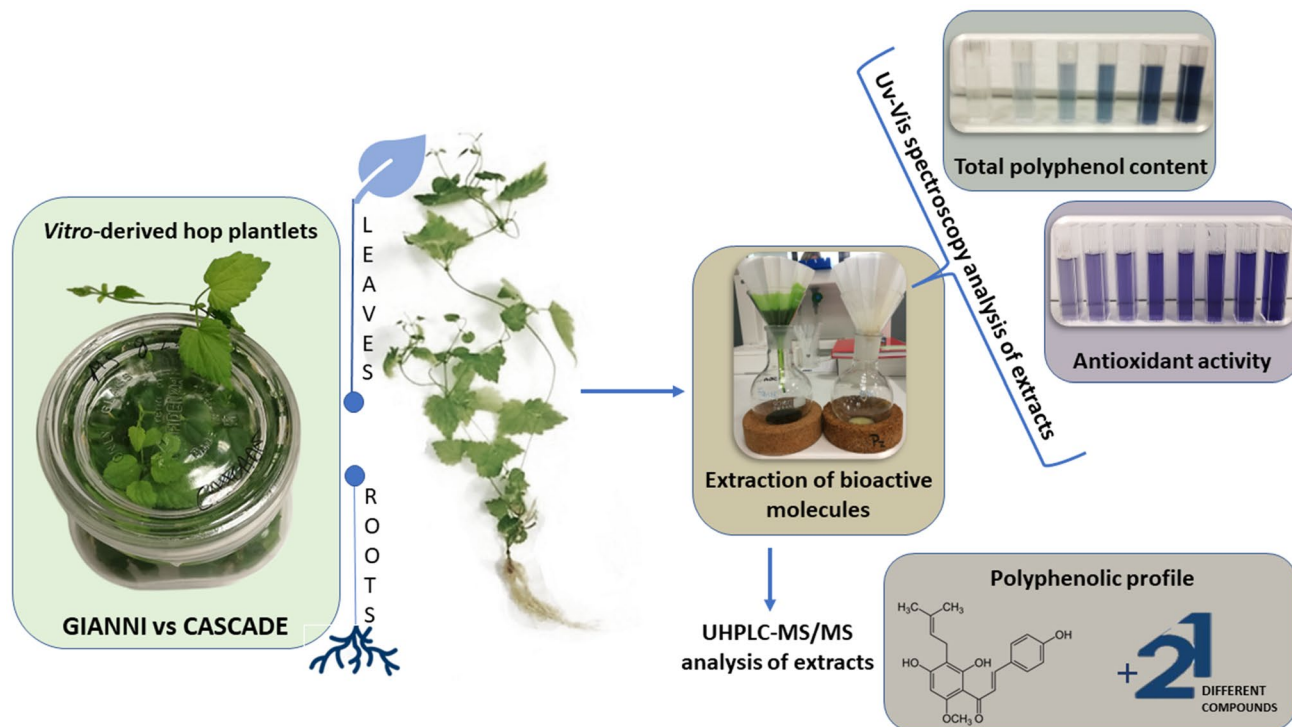 Vitro-derived hop plantlets
GIANNI vs CASCADE
LEAVES
ROOTS
Extraction of bioactive
molecules
Uv-Vis spectroscopy analysis of extracts
Total polyphenol content
Antioxidant activity
UHPLC-MS/MS
analysis of extracts
Polyphenolic profile
H₃C
CH₃
HO
OH
OH
OCH₃
O
+21
DIFFERENT
COMPOUNDS